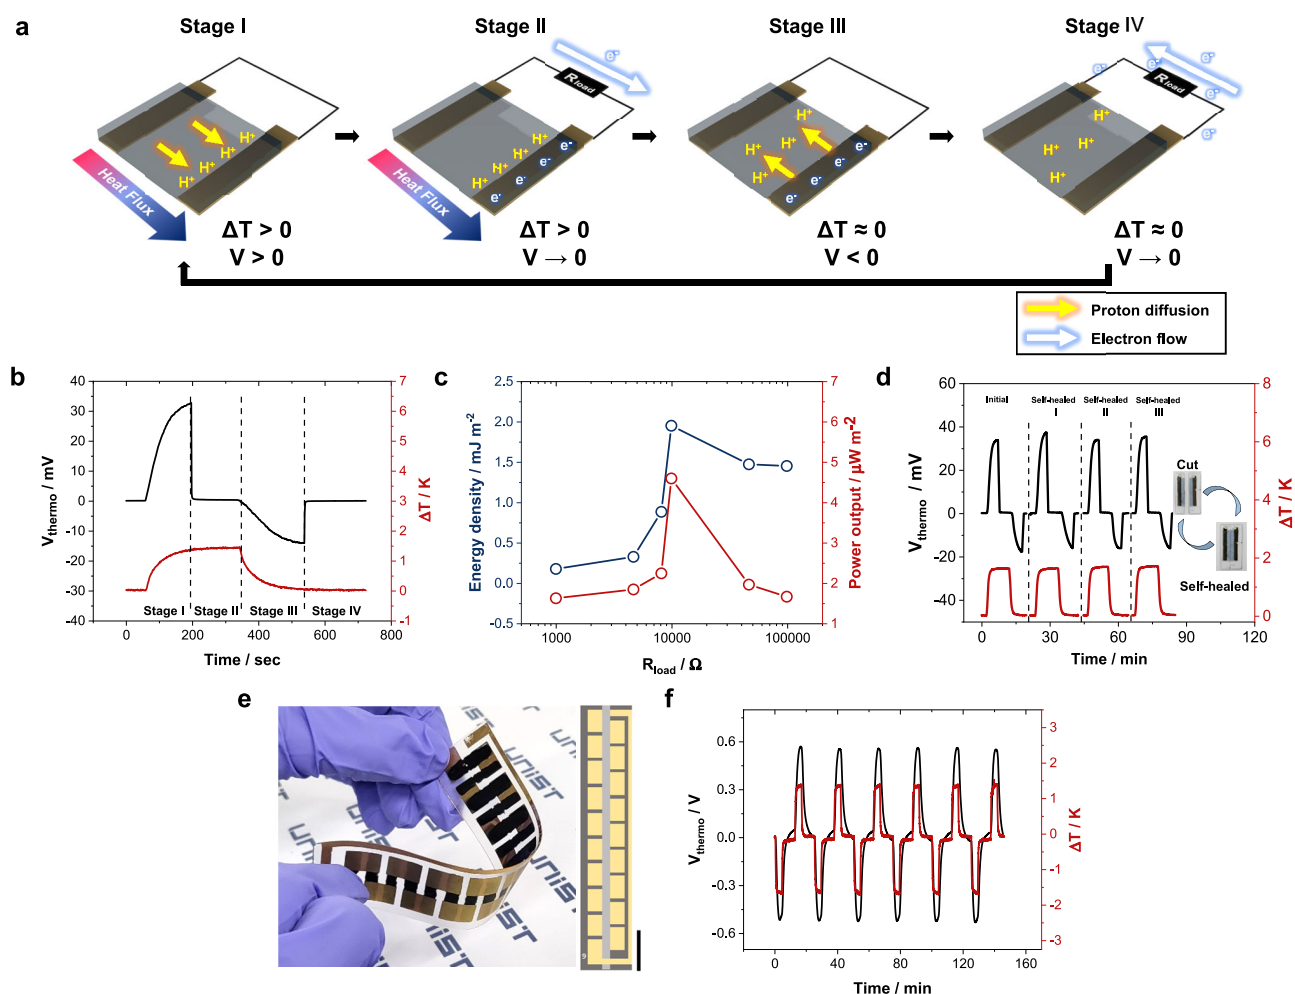 a
Stage I
Stage II
Stage III
Stage IV
e-
e-
e-
e-
e-
e-
Rload
Rload
H+ H+ H+ H+
H+ H+ H+ H+
H+ H+ H+ H+ H+
H+ H+ H+ H+
e- e- e- e-
e- e- e- e-
Heat Flux
Heat Flux
ΔT > 0
ΔT > 0
ΔT ≈ 0
ΔT ≈ 0
V > 0
V → 0
V < 0
V → 0
Proton diffusion
Electron flow
b
Vthermo / mV
40
30
20
10
0
-10
-20
-30
-40
Stage I Stage II Stage III Stage IV
0 200 400 600 800
Time / sec
7
6
5
4
3
2
1
0
-1
ΔT / K
c
Energy density / mJ m-2
2.5
2.0
1.5
1.0
0.5
0.0
-0.5
1000 10000 100000
Rload / Ω
10
9
8
7
6
5
4
3
2
1
Power output / μW m-2
d
Vthermo / mV
60
40
20
0
-20
-40
Initial
Self-healed
I
Self-healed
II
Self-healed
III
Cut
Self-healed
0 30 60 90 120
Time / min
8
6
4
2
0
ΔT / K
e
UNIST
UNIST
UNIST
UNIST
f
Vthermo / V
0.6
0.3
0.0
-0.3
-0.6
0 40 80 120 160
Time / min
3
2
1
0
-1
-2
-3
ΔT / K